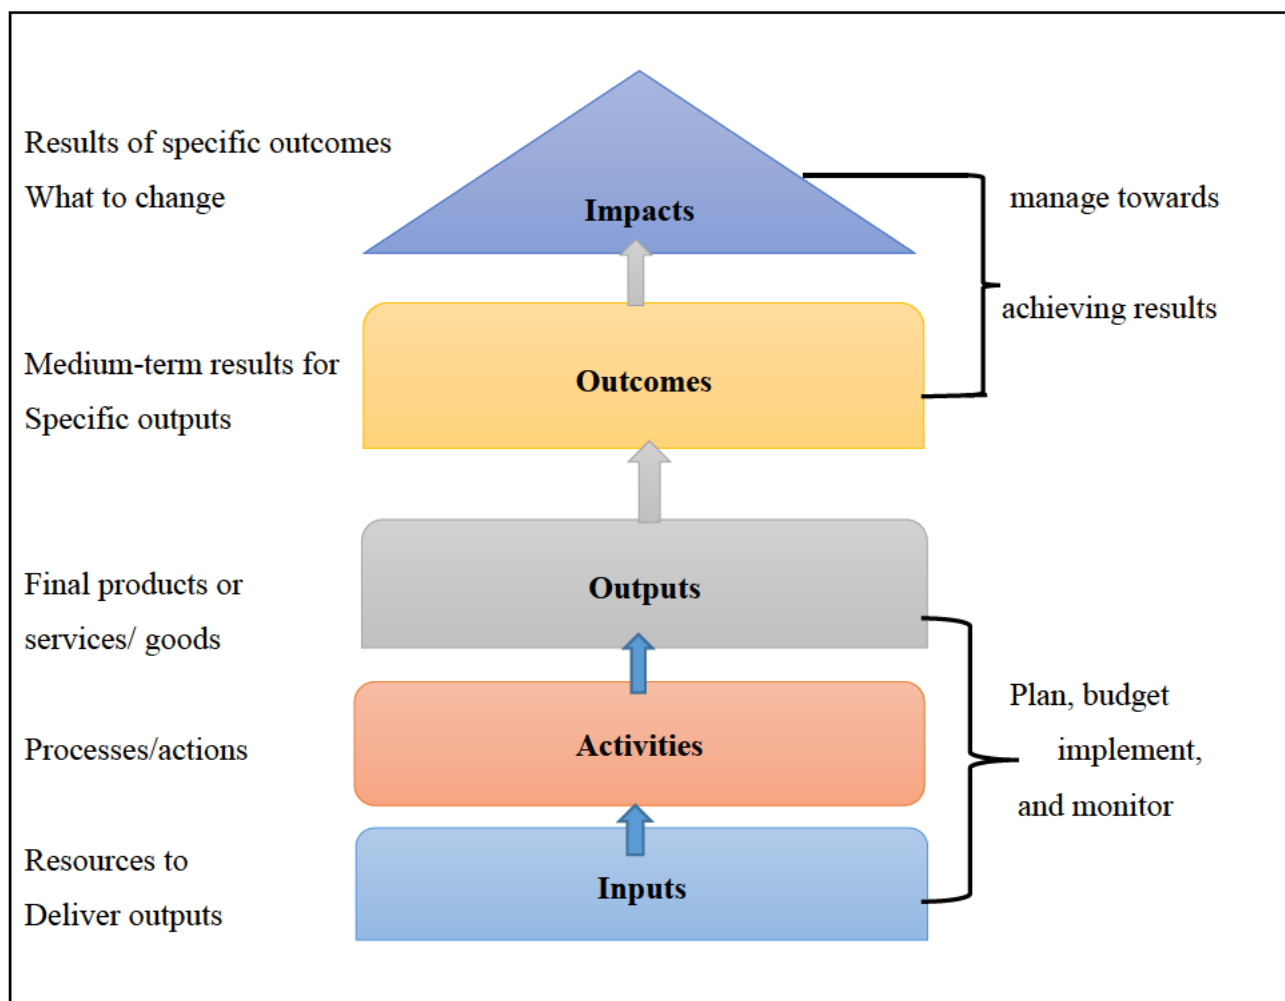 Results of specific outcomes
What to change
Impacts
manage towards
achieving results
Medium-term results for
Specific outputs
Outcomes
Final products or
services/ goods
Outputs
Processes/actions
Activities
Plan, budget
implement,
and monitor
Resources to
Deliver outputs
Inputs